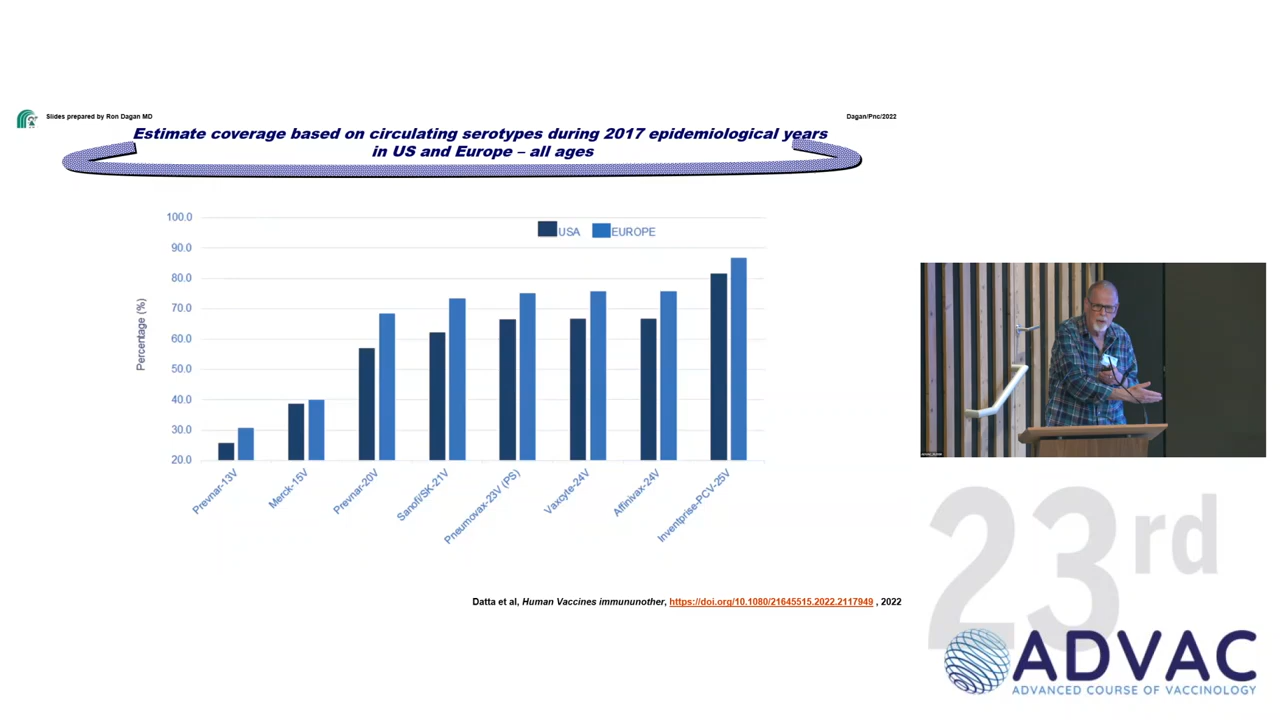 Slides prepared by Ron Dagan MD
Dagan/Pnc/2022
Estimate coverage based on circulating serotypes during 2017 epidemiological years
in US and Europe – all ages
USA
EUROPE
Percentage (%)
100.0
90.0
80.0
70.0
60.0
50.0
40.0
30.0
20.0
Prevnar-13V
Merck-15V
Prevnar-20V
Sanofi/SK-21V
Pneumovax-23V (PS)
Vaxcyte-24V
Affinivax-24V
Inventprise-PCV-25V
Datta et al, Human Vaccines immununother, https://doi.org/10.1080/21645515.2022.2117949 , 2022
23rd
ADVAC
ADVANCED COURSE OF VACCINOLOGY